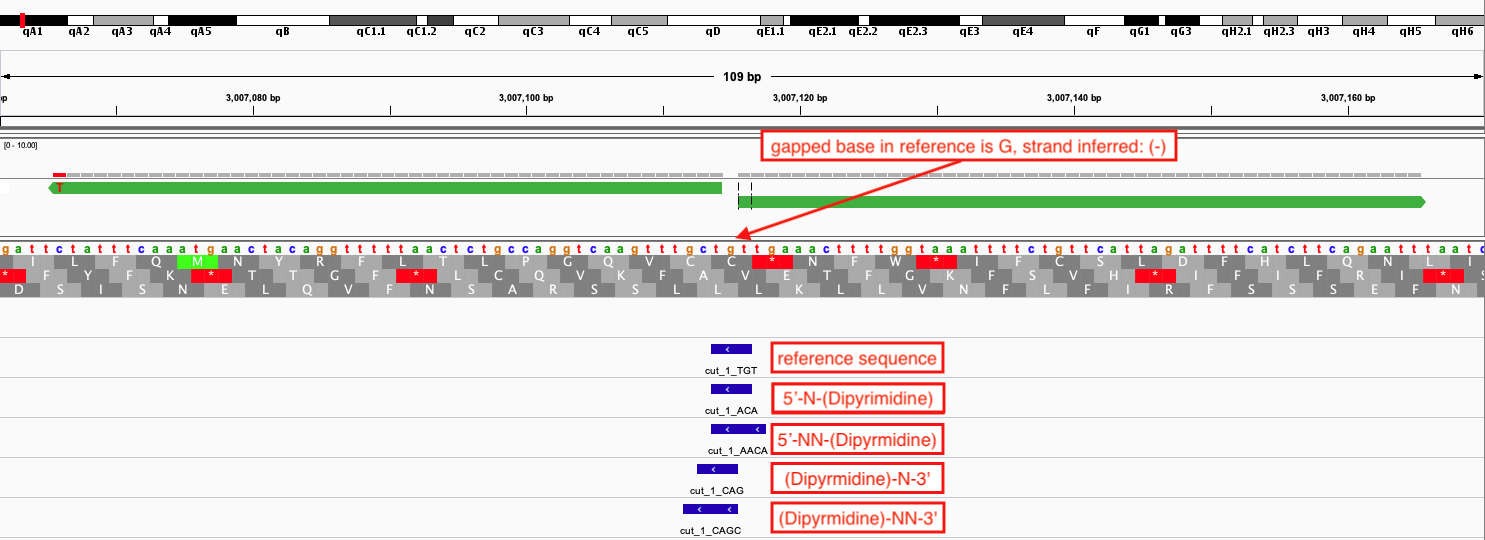 qA1 qA2 qA3 qA4 qA5 qB qC1.1 qC1.2 qC2 qC3 qC4 qC5 qD qE1.1 qE2.1 qE2.2 qE2.3 qE3 qE4 qF qG1 qG3 qH2.1 qH2.3 qH3 qH4 qH5 qH6
109 bp
3,007,080 bp 3,007,100 bp 3,007,120 bp 3,007,140 bp 3,007,160 bp
[0 - 10.00]
gapped base in reference is G, strand inferred: (-)
T
g a t t c t a t t t c a a a t g a a c t a c a g g t t t t t a a c t c t g c c a g g t c a a g t t t g c t g t t g a a a c t t t t g g t a a a t t t t c t g t t c a t t a g a t t t t c a t c t t c a g a a t t t a a t c
I L F Q M N Y R F L T L P G Q V C C * N F W * I F C S L D F H L Q N L I
* F Y F K * T T G F * L C Q V K F A V E T F G K F S V H * I F I F R I * S
D S I S N E L Q V F N S A R S S L L L K L L V N F L F I R F S S S E F N
cut_1_TGT
reference sequence
cut_1_ACA
5'-N-(Dipyrimidine)
cut_1_AACA
5'-NN-(Dipyrmidine)
cut_1_CAG
(Dipyrmidine)-N-3'
cut_1_CAGC
(Dipyrmidine)-NN-3'